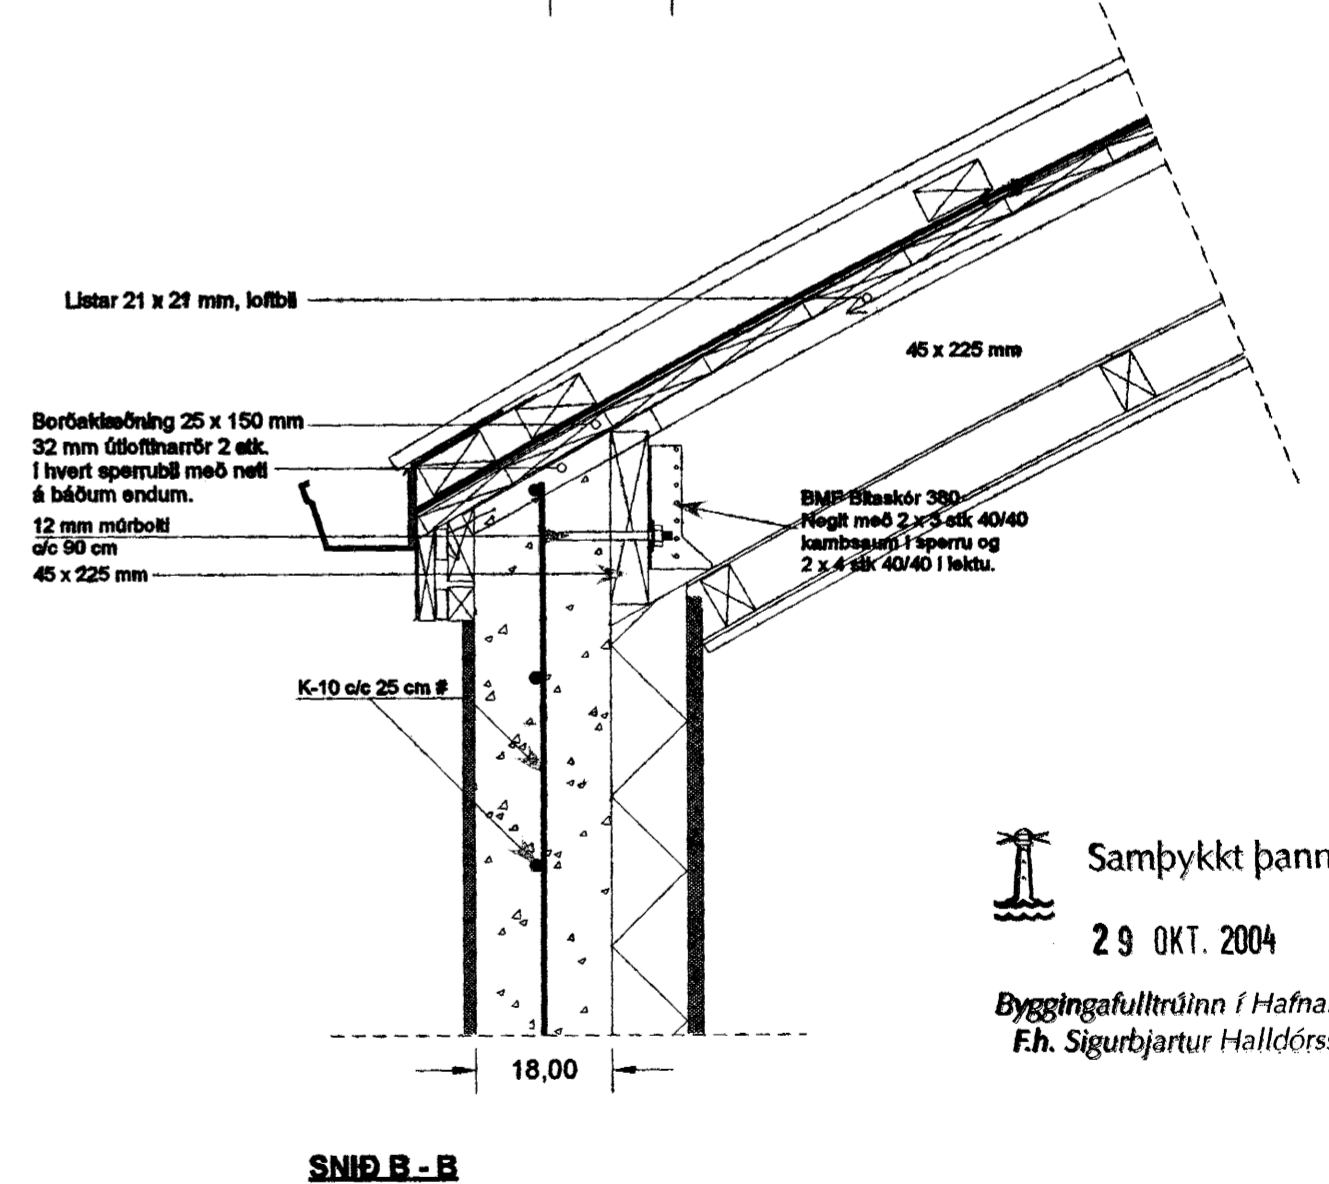 Listar 21 x 21 mm, loftbil
45 x 225 mm
Borðaklæðning 25 x 150 mm
32 mm útloftinarrör 2 stk.
í hvert sperrubil með neti
á báðum endum.
12 mm múrbolti
c/c 90 cm
45 x 225 mm
BMF Bitaskór 380
Neglt með 2 x 3 stk 40/40
kambsaum í sperru og
2 x 4 stk 40/40 í lektu.
K-10 c/c 25 cm #
Samþykkt þann
29 OKT. 2004
Byggingafulltrúinn í Hafna
F.h. Sigurbjartur Halldórss
18,00
SNIÐ B - B